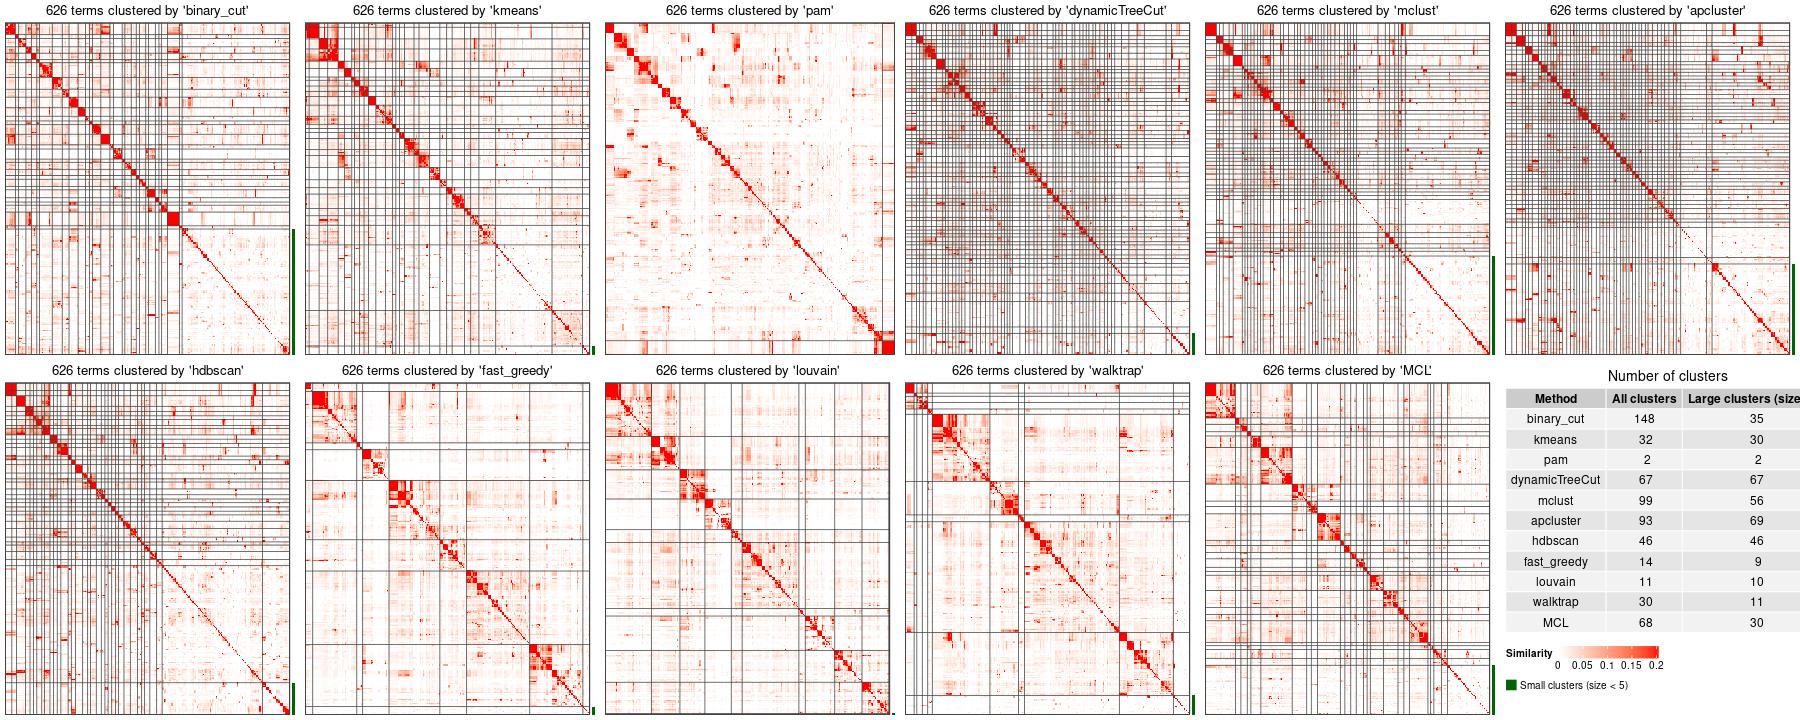 626 terms clustered by 'binary_cut'
626 terms clustered by 'kmeans'
626 terms clustered by 'pam'
626 terms clustered by 'dynamicTreeCut'
626 terms clustered by 'mclust'
626 terms clustered by 'apcluster'
626 terms clustered by 'hdbscan'
626 terms clustered by 'fast_greedy'
626 terms clustered by 'louvain'
626 terms clustered by 'walktrap'
626 terms clustered by 'MCL'
Number of clusters
Method All clusters Large clusters (size
binary_cut 148 35
kmeans 32 30
pam 2 2
dynamicTreeCut 67 67
mclust 99 56
apcluster 93 69
hdbscan 46 46
fast_greedy 14 9
louvain 11 10
walktrap 30 11
MCL 68 30
Similarity
0 0.05 0.1 0.15 0.2
Small clusters (size < 5)